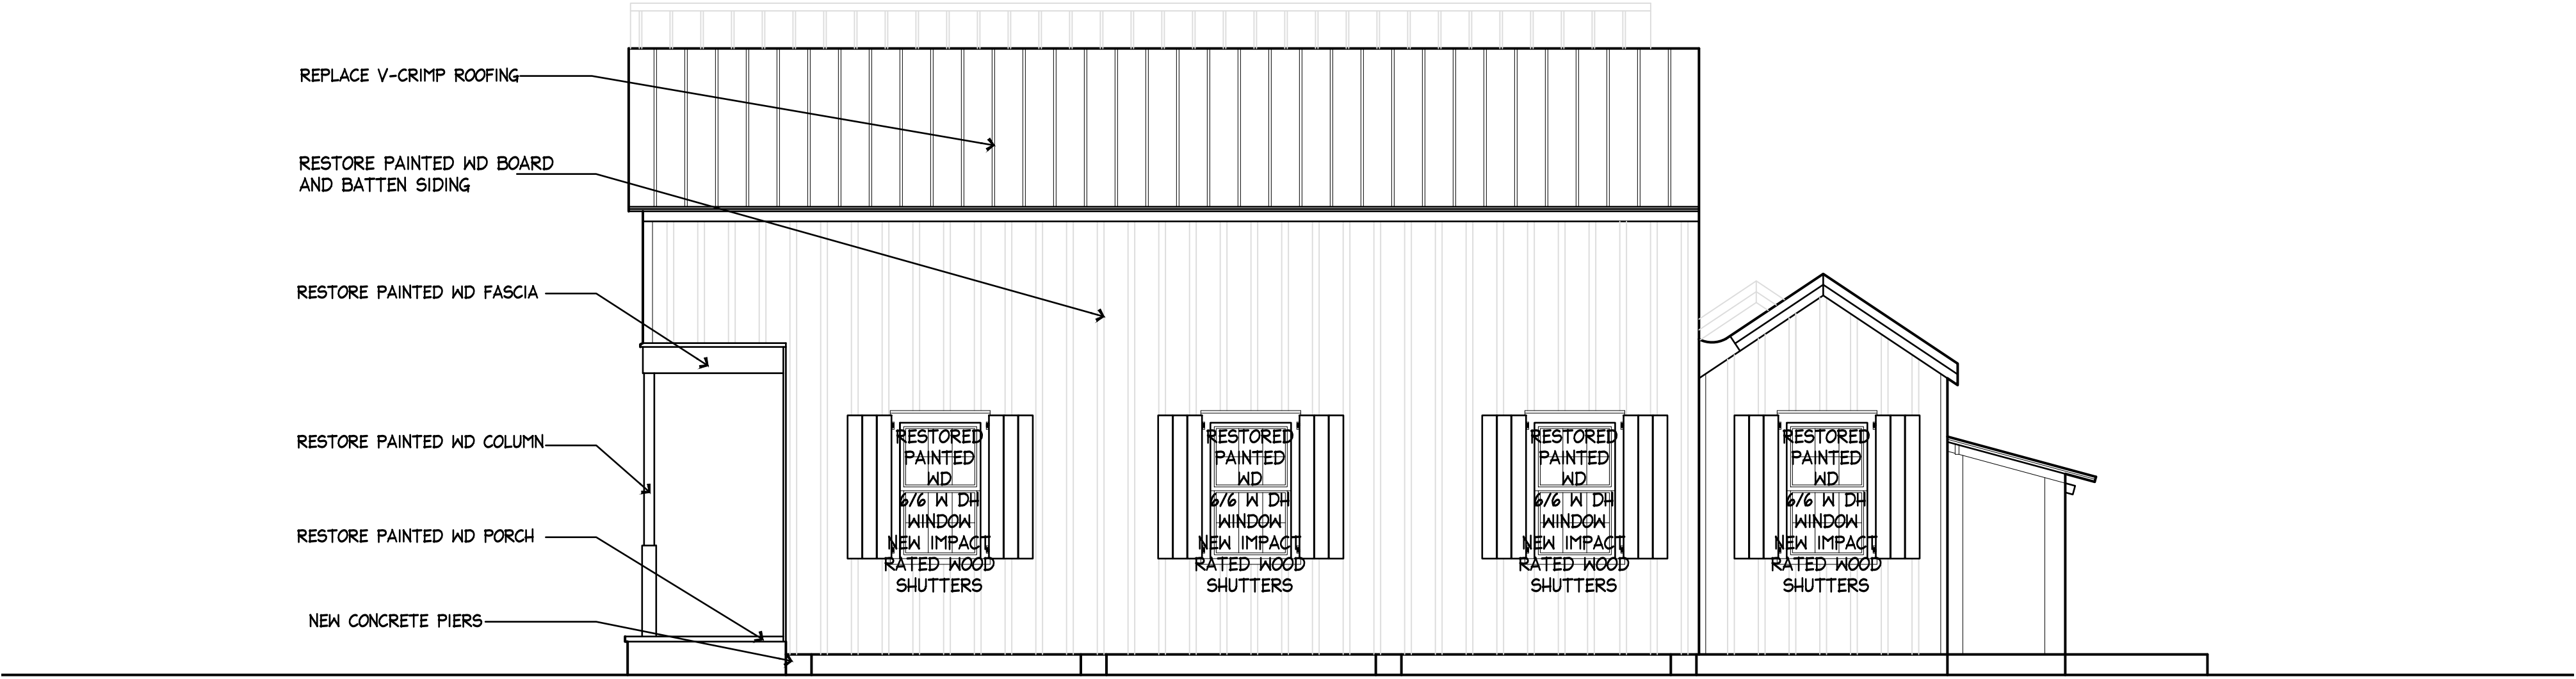 REPLACE V-CRIMP ROOFING
RESTORE PAINTED WD BOARD
AND BATTEN SIDING
RESTORE PAINTED WD FASCIA
RESTORE PAINTED WD COLUMN
RESTORE PAINTED WD PORCH
NEW CONCRETE PIERS
RESTORED
PAINTED
WD
6/6 W DH
WINDOW
NEW IMPACT
RATED WOOD
SHUTTERS
RESTORED
PAINTED
WD
6/6 W DH
WINDOW
NEW IMPACT
RATED WOOD
SHUTTERS
RESTORED
PAINTED
WD
6/6 W DH
WINDOW
NEW IMPACT
RATED WOOD
SHUTTERS
RESTORED
PAINTED
WD
6/6 W DH
WINDOW
NEW IMPACT
RATED WOOD
SHUTTERS